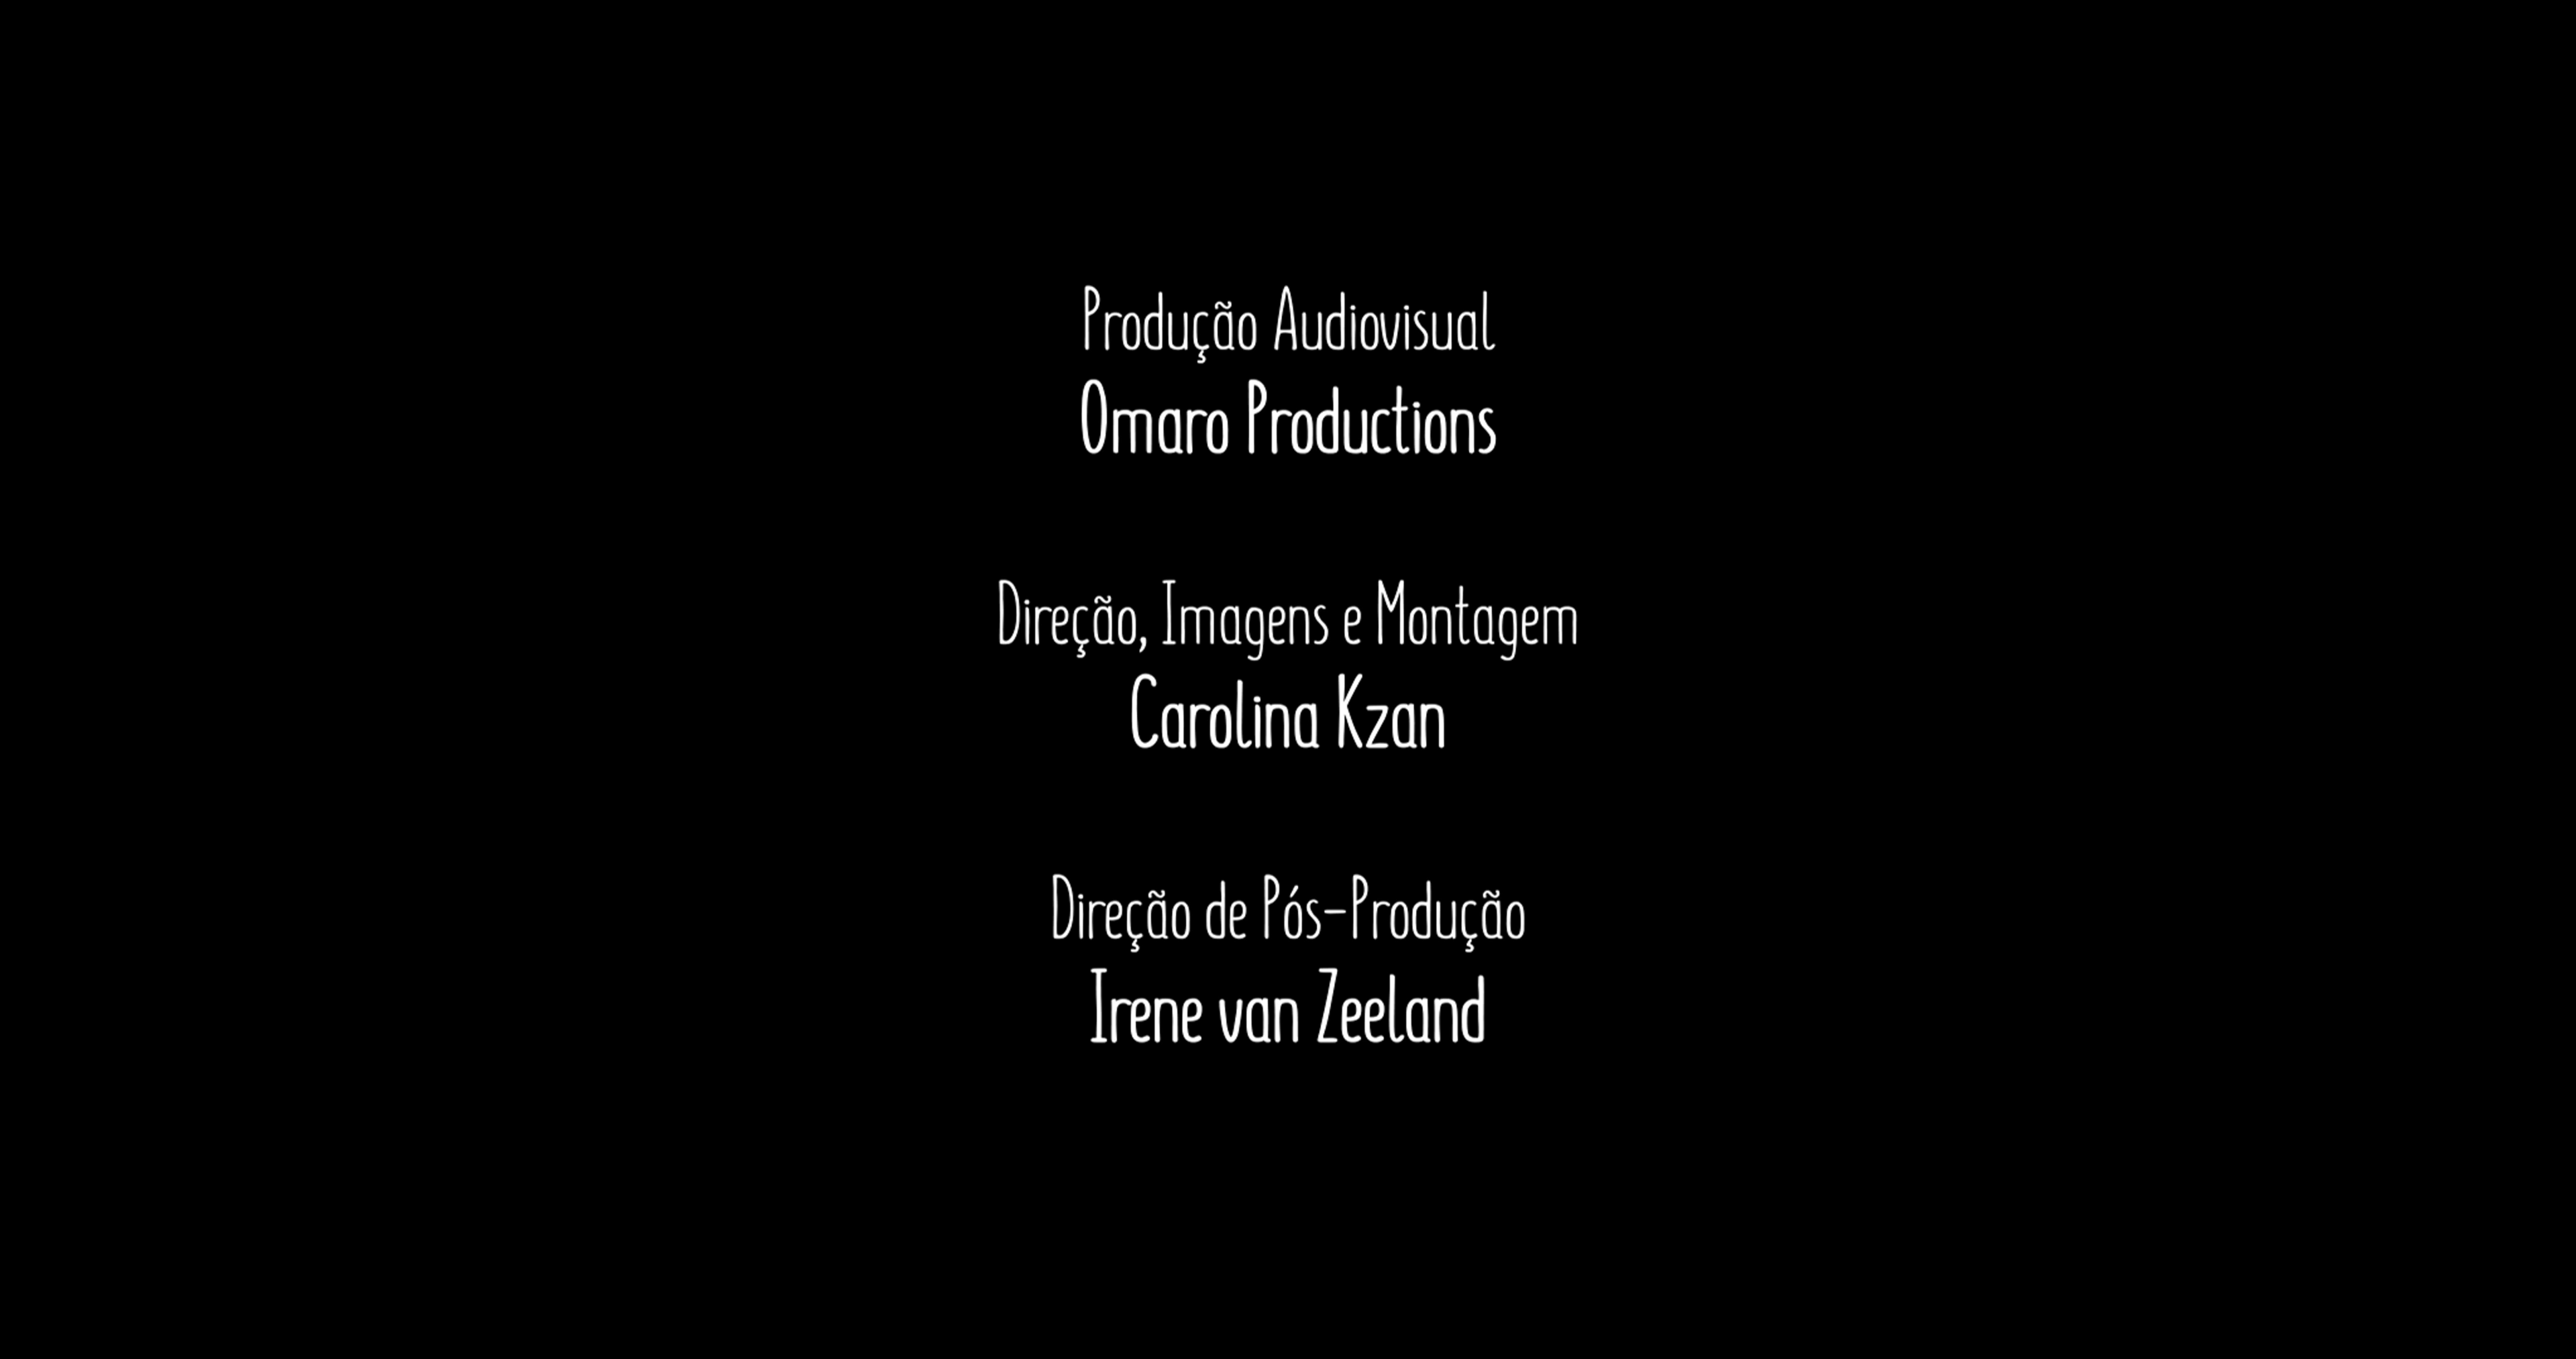 Produção Audiovisual
Omaro Productions
Direção, Imagens e Montagem
Carolina Kzan
Direção de Pós-Produção
Irene van Zeeland